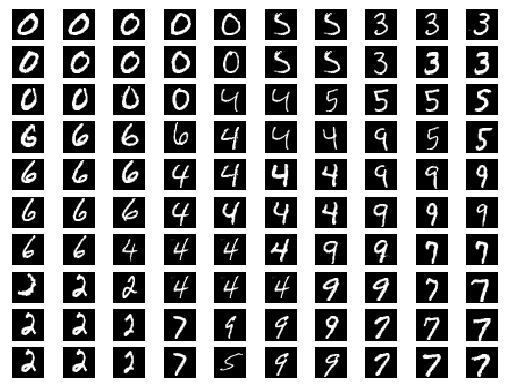 0 0 0 0 0 5 5 3 3 3
0 0 0 0 0 5 5 3 3 3
0 0 0 0 4 4 5 5 5 5
6 6 6 6 4 4 4 9 5 5
6 6 6 4 4 4 4 9 9 9
6 6 6 4 4 4 4 9 9 9
6 6 4 4 4 4 9 9 7 7
2 2 4 4 4 9 9 7 7
2 2 2 7 9 9 9 7 7 7
2 2 2 7 5 9 9 7 7 7